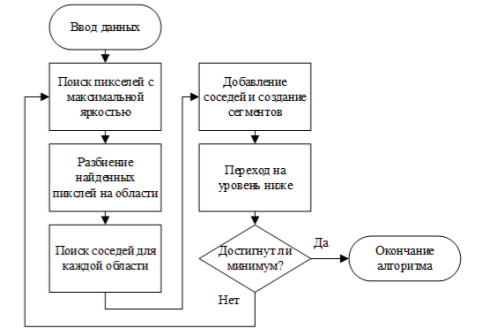 Ввод данных
Поиск пикселей с
максимальной
яркостью
Разбиение
найденных
пикслей на области
Поиск соседей для
каждой области
Добавление
соседей и создание
сегментов
Переход на
уровень ниже
Достигнут ли
минимум?
Да
Нет
Окончание
алгоритма